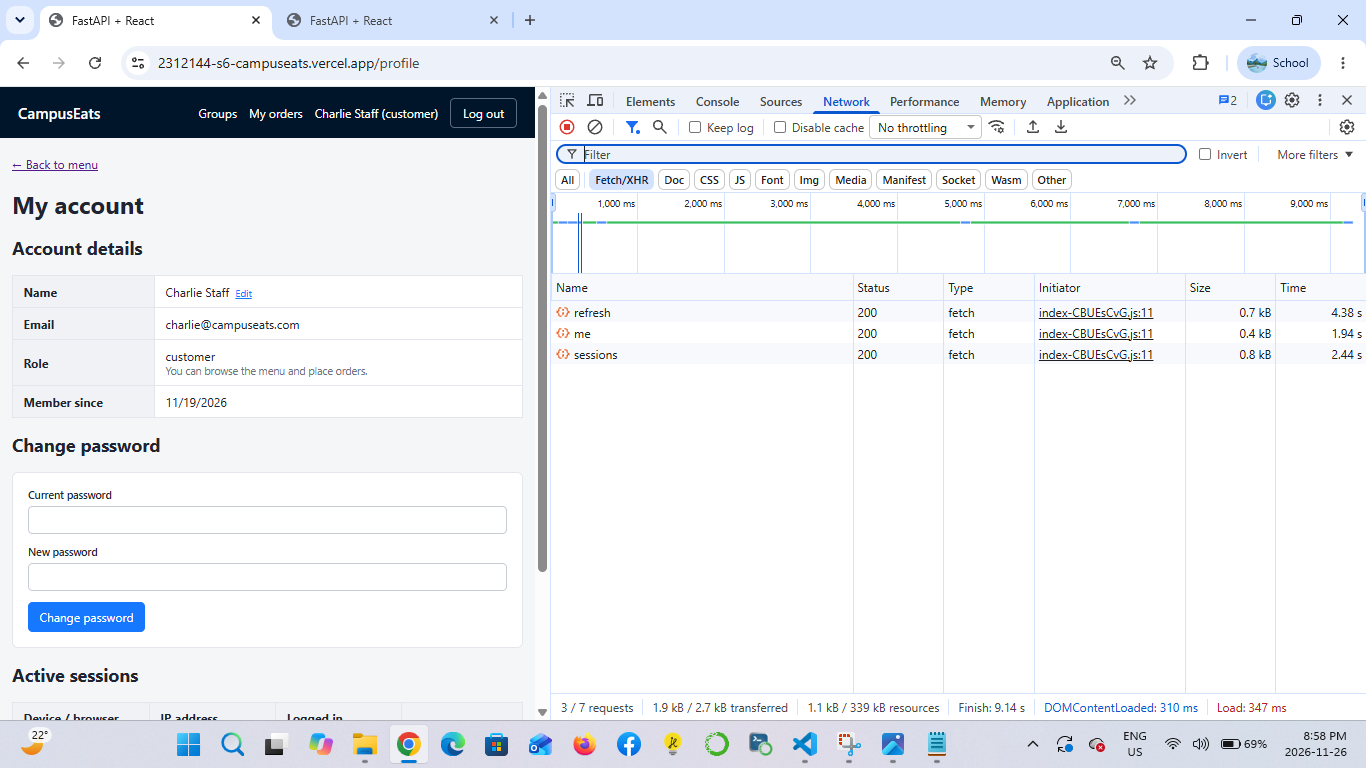 FastAPI + React
FastAPI + React
2312144-s6-campuseats.vercel.app/profile
School
CampusEats
Groups My orders Charlie Staff (customer) Log out
← Back to menu
My account
Account details
Name Charlie Staff Edit
Email charlie@campuseats.com
Role customer
You can browse the menu and place orders.
Member since 11/19/2026
Change password
Current password
New password
Change password
Active sessions
Device / browser IP address Logged in
Elements Console Sources Network Performance Memory Application 2
Keep log Disable cache No throttling
Filter Invert More filters
All Fetch/XHR Doc CSS JS Font Img Media Manifest Socket Wasm Other
1,000 ms 2,000 ms 3,000 ms 4,000 ms 5,000 ms 6,000 ms 7,000 ms 8,000 ms 9,000 ms
Name Status Type Initiator Size Time
refresh 200 fetch index-CBUEsCvG.js:11 0.7 kB 4.38 s
me 200 fetch index-CBUEsCvG.js:11 0.4 kB 1.94 s
sessions 200 fetch index-CBUEsCvG.js:11 0.8 kB 2.44 s
3 / 7 requests 1.9 kB / 2.7 kB transferred 1.1 kB / 339 kB resources Finish: 9.14 s DOMContentLoaded: 310 ms Load: 347 ms
22°
ENG
US
69%
8:58 PM
2026-11-26